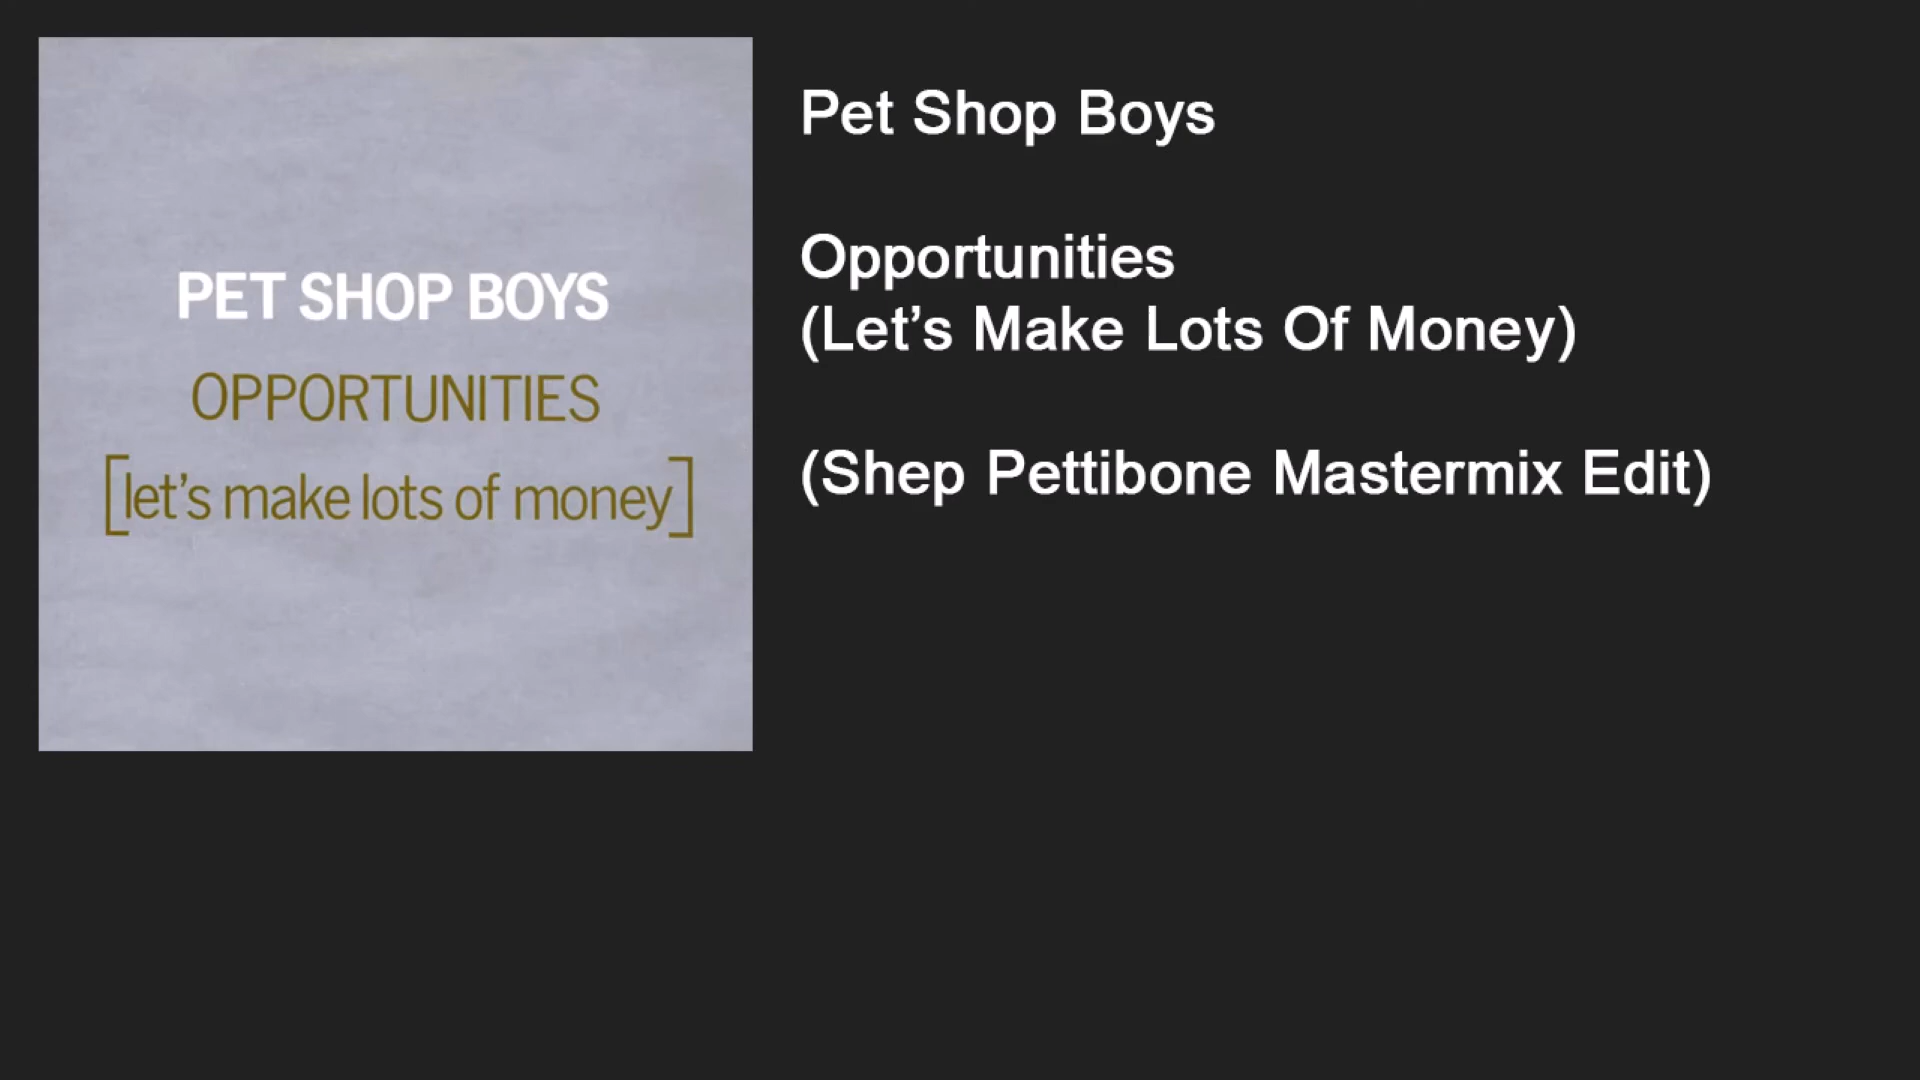 PET SHOP BOYS
OPPORTUNITIES
[let's make lots of money]
Pet Shop Boys
Opportunities
(Let’s Make Lots Of Money)
(Shep Pettibone Mastermix Edit)